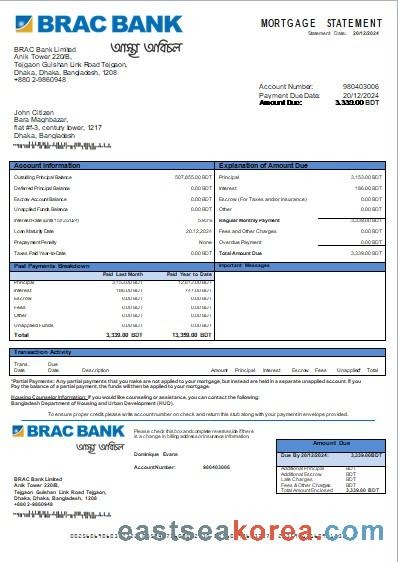 BRAC BANK
আস্থা অবিচল
MORTGAGE STATEMENT
Statement Date: 20/12/2024
BRAC Bank Limited
Anik Tower 220/B,
Tejgaon Gulshan Link Road Tejgaon,
Dhaka, Dhaka, Bangladesh, 1208
+880 2-9860948
Account Number: 980403006
Payment Due Date: 20/12/2024
Amount Due: 3,339.00 BDT
John Citizen
Bara Maghbazar,
flat #f-3, century tower, 1217
Dhaka, Bangladesh
Account Information
Outstanding Principal Balance 507,655.00 BDT
Deferred Principal Balance 0.00 BDT
Escrow Account Balance 0.00 BDT
Unapplied Funds Balance 0.00 BDT
Interest Rate
Loan Maturity Date 20.12.2024
Prepayment Penalty None
Taxes Paid Year-to-Date 0.00 BDT
Explanation of Amount Due
Principal 3,153.00 BDT
Interest 186.00 BDT
Escrow (For Taxes and/or Insurance) 0.00 BDT
Other 0.00 BDT
Regular Monthly Payment 3,339.00 BDT
Fees and Other Charges 0.00 BDT
Overdue Payment 0.00 BDT
Total Amount Due 3,339.00 BDT
Past Payments Breakdown
Paid Last Month Paid Year to Date
Principal 3,153.00 BDT 12,612.00 BDT
Interest 186.00 BDT 747.00 BDT
Escrow 0.00 BDT 0.00 BDT
Fees 0.00 BDT 0.00 BDT
Other 0.00 BDT 0.00 BDT
Unapplied Funds 0.00 BDT 0.00 BDT
Total 3,339.00 BDT 13,359.00 BDT
Important Messages
Transaction Activity
Trans. Date Due Date Description Amount Principal Interest Escrow Fees Unapplied* Total
*Partial Payments: Any partial payments that you make are not applied to your mortgage, but instead are held in a separate unapplied account. If you
Pay the balance of a partial payment, the funds will then be applied to your mortgage.
Housing Counselor Information: If you would like counseling or assistance, you can contact the following:
Bangladesh Department of Housing and Urban Development (HUD).
To ensure proper credit, please write account number on check and return this stub along with your payment in envelope provided.
BRAC BANK
আস্থা অবিচল
Please check this box and complete reverse side if there
is a change in billing address or insurance information.
Dominique Evans
Account Number: 980403006
BRAC Bank Limited
Anik Tower 220/B,
Tejgaon Gulshan Link Road Tejgaon,
Dhaka, Dhaka, Bangladesh, 1208
+880 2-9860948
Amount Due
Due By 20/12/2024: 3,339.00 BDT
Additional Principal BDT
Additional Escrow BDT
Late Charges, BDT
Fees & Other Charges BDT
Total Amount Enclosed 3,339.00 BDT
eastseakorea.com